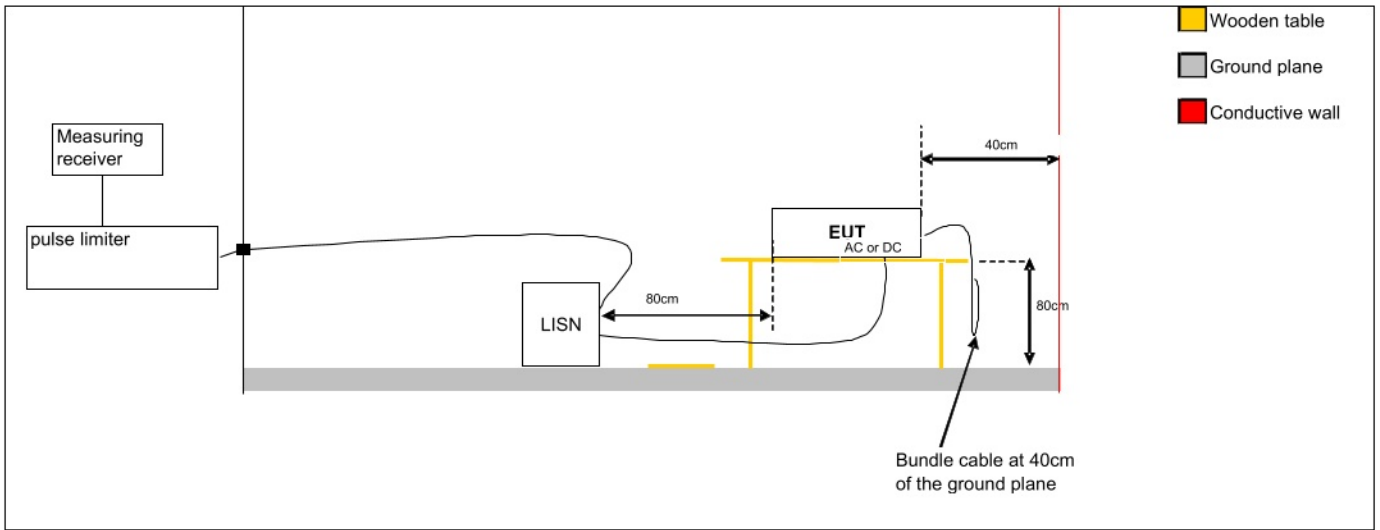 Wooden table
Ground plane
Conductive wall
Measuring
receiver
pulse limiter
40cm
EUT
AC or DC
80cm
LISN
80cm
Bundle cable at 40cm
of the ground plane